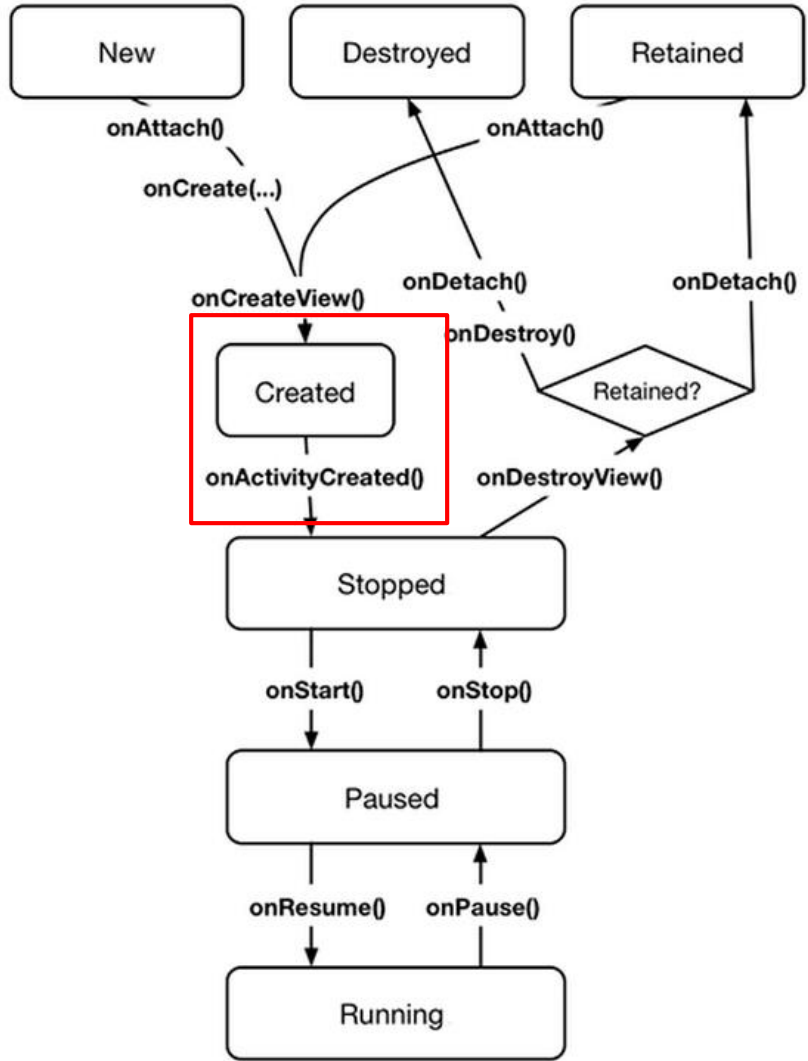 New
Destroyed
Retained
onAttach()
onAttach()
onCreate(...)
onCreateView()
onDetach()
onDetach()
onDestroy()
Created
Retained?
onActivityCreated()
onDestroyView()
Stopped
onStart()
onStop()
Paused
onResume()
onPause()
Running